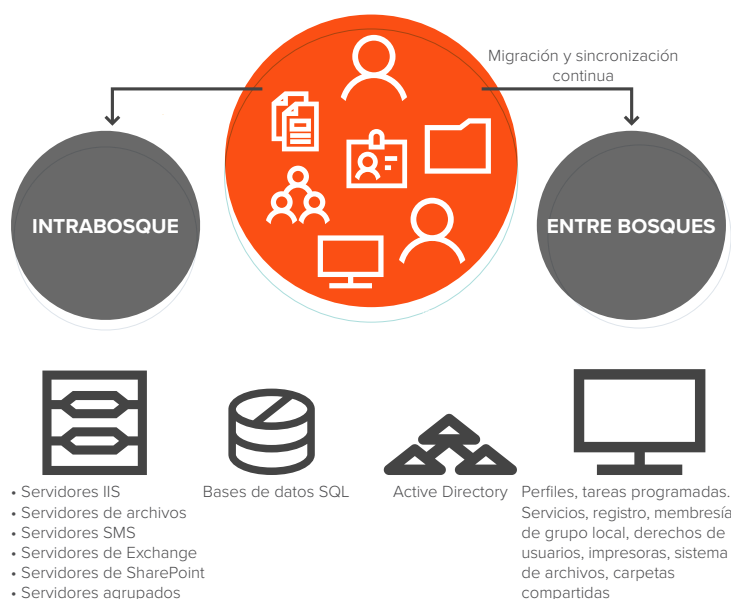 Migración y sincronización
continua
INTRABOSQUE
ENTRE BOSQUES
• Servidores IIS
• Servidores de archivos
• Servidores SMS
• Servidores de Exchange
• Servidores de SharePoint
• Servidores agrupados
Bases de datos SQL
Active Directory
Perfiles, tareas programadas.
Servicios, registro, membresía
de grupo local, derechos de
usuarios, impresoras, sistema
de archivos, carpetas
compartidas